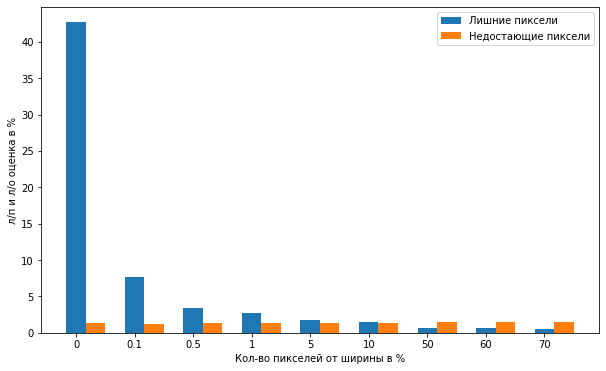 Лишние пиксели
Недостающие пиксели
л/п и л/о оценка в %
40
35
30
25
20
15
10
5
0
0 0.1 0.5 1 5 10 50 60 70
Кол-во пикселей от ширины в %